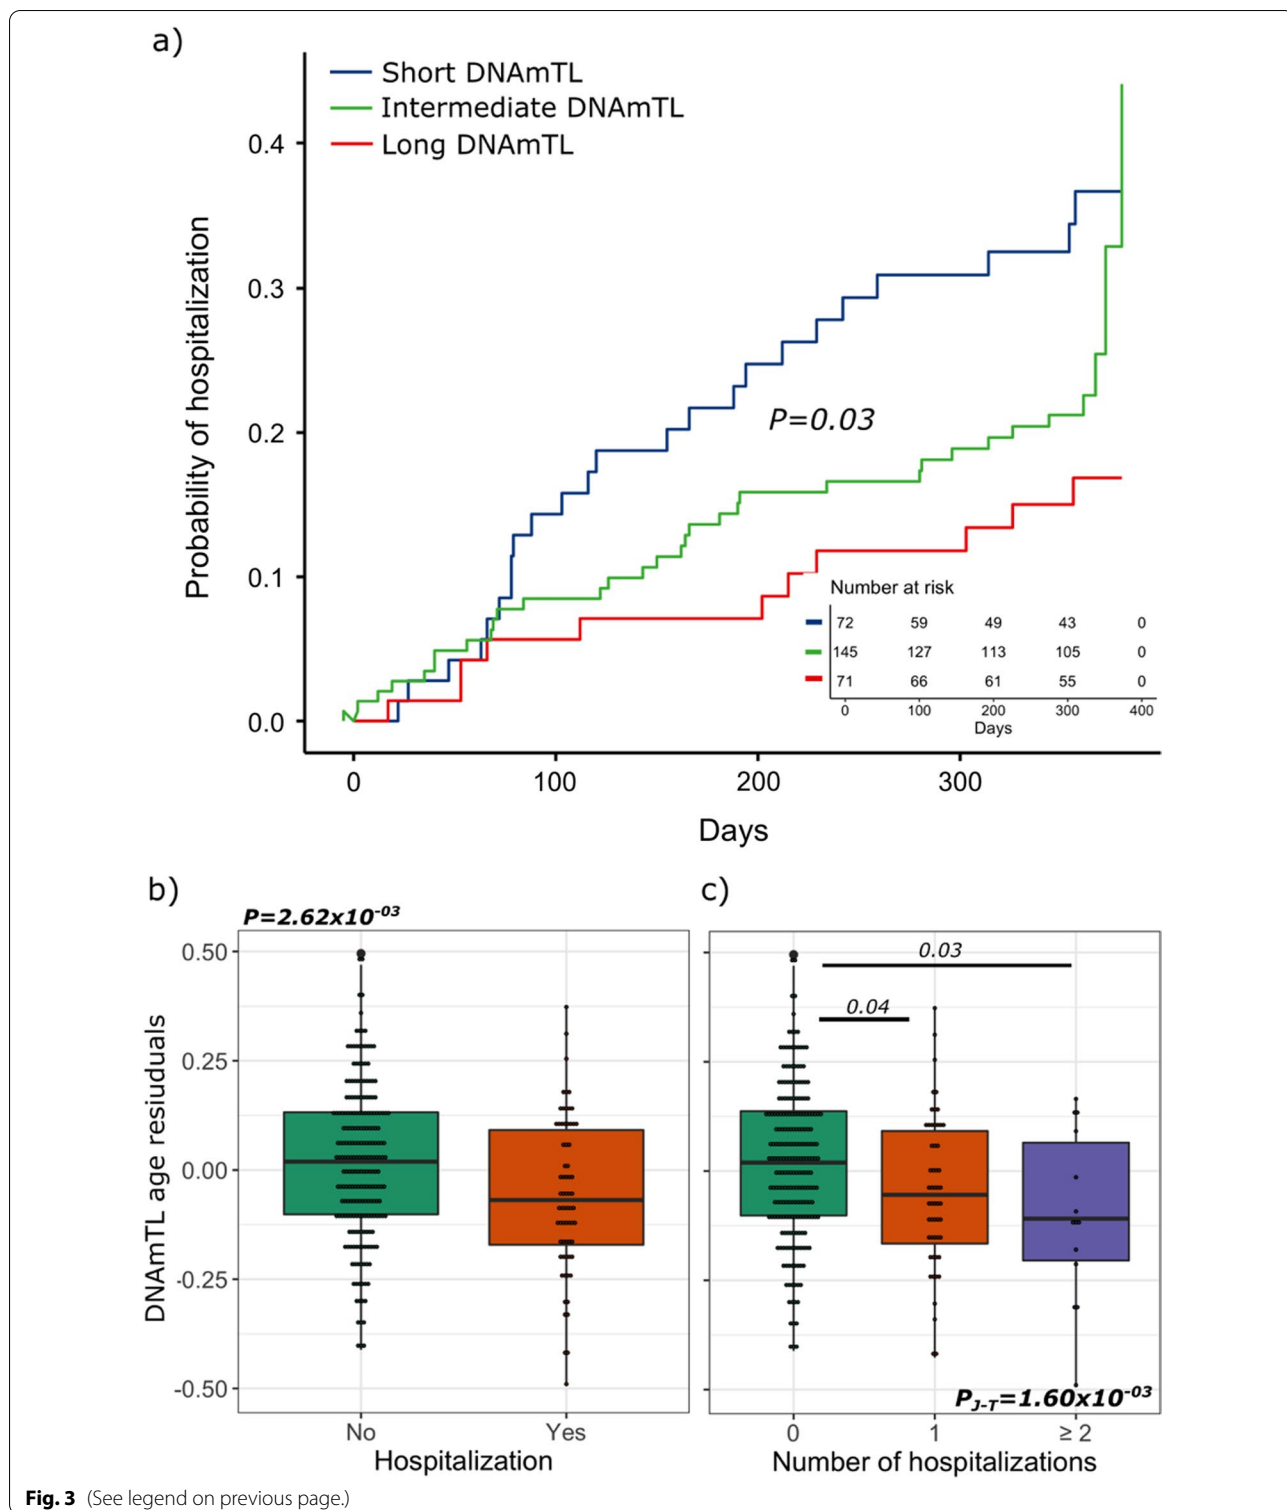 a)
Short DNAmTL
Intermediate DNAmTL
Long DNAmTL
Probability of hospitalization
0.4
0.3
0.2
0.1
0.0
P=0.03
Number at risk
72 59 49 43 0
145 127 113 105 0
71 66 61 55 0
0 100 200 300 400
Days
0 100 200 300
Days
b)
P=2.62x10-03
DNAmTL age resiuduals
0.50
0.25
0.00
-0.25
-0.50
No Yes
Hospitalization
c)
0.03
0.04
PJ-T=1.60x10-03
0 1 ≥ 2
Number of hospitalizations
Fig. 3 (See legend on previous page.)